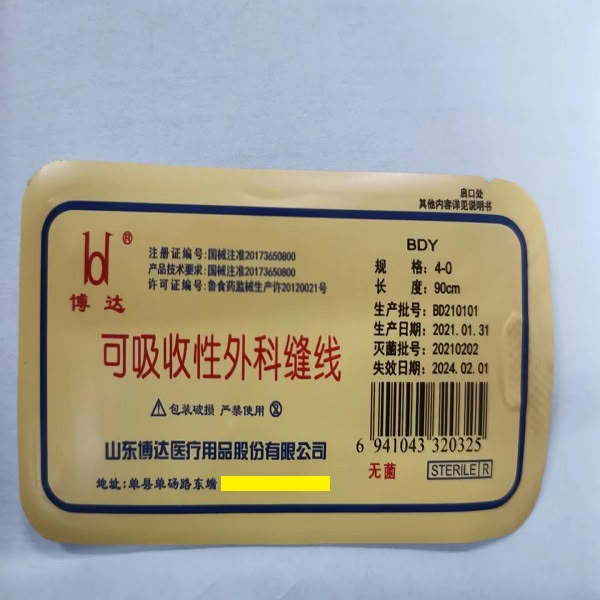 启口处
其他内容详见说明书
bd®
博达
注册证编号:国械注准20173650800
产品技术要求:国械注准20173650800
许可证编号:鲁食药监械生产许20120021号
BDY
规 格: 4-0
长 度: 90cm
生产批号: BD210101
生产日期: 2021.01.31
灭菌批号: 20210202
失效日期: 2024.02.01
可吸收性外科缝线
包装破损 严禁使用
6 941043 320325
山东博达医疗用品股份有限公司
无菌
STERILE R
地址:单县单砀路东端